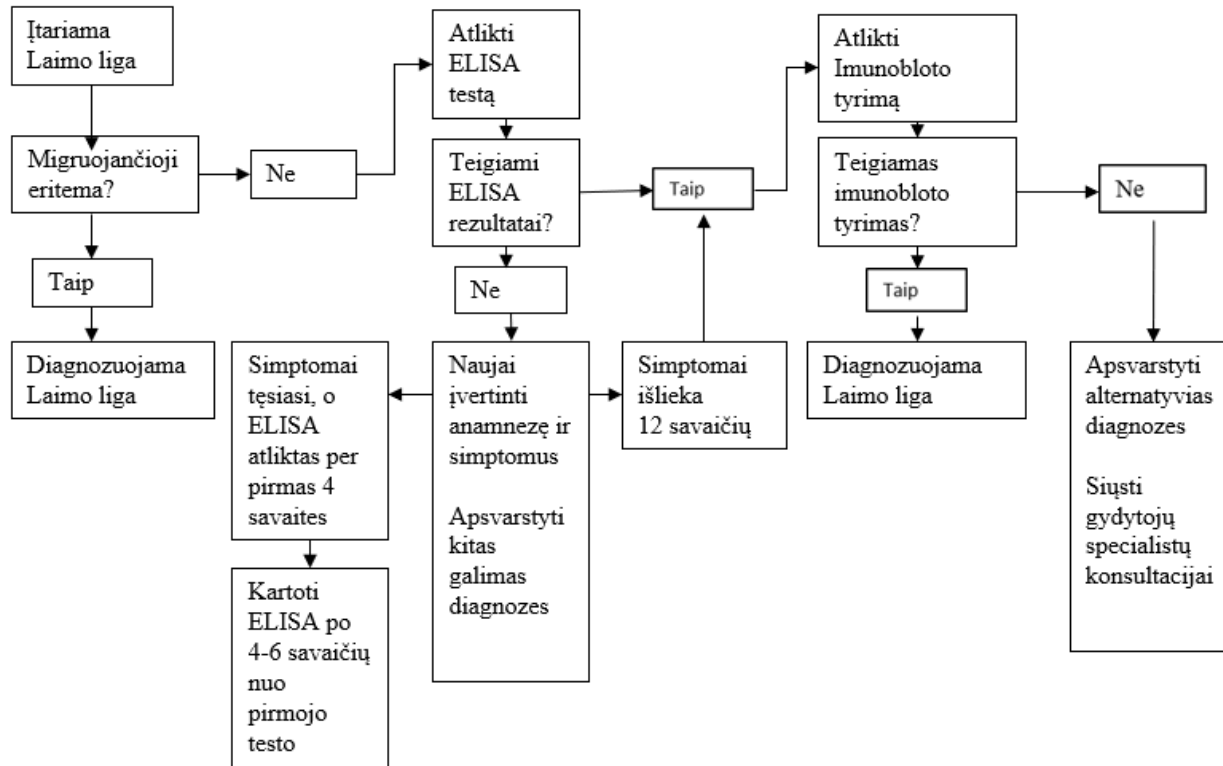 Įtariama
Laimo liga
Migruojančioji
eritema?
Taip
Diagnozuojama
Laimo liga
Ne
Atlikti
ELISA
testą
Teigiami
ELISA
rezultatai?
Ne
Naujai
įvertinti
anamnezę ir
simptomus
Apsvarstyti
kitas
galimas
diagnozes
Simptomai
tęsiasi, o
ELISA
atliktas per
pirmas 4
savaites
Kartoti
ELISA po
4-6 savaičių
nuo
pirmojo
testo
Simptomai
išlieka
12 savaičių
Taip
Atlikti
Imunobloto
tyrimą
Teigiamas
imunobloto
tyrimas?
Taip
Diagnozuojama
Laimo liga
Ne
Apsvarstyti
alternatyvias
diagnozes
Siųsti
gydytojų
specialistų
konsultacijai